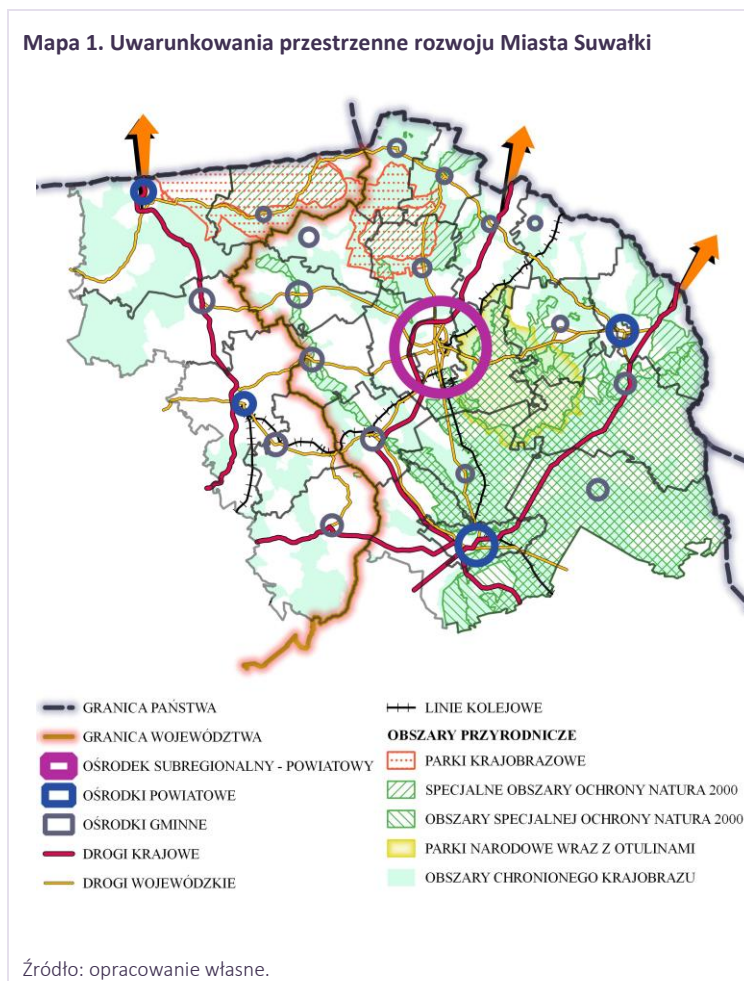 Mapa 1. Uwarunkowania przestrzenne rozwoju Miasta Suwałki
GRANICA PAŃSTWA
GRANICA WOJEWÓDZTWA
OŚRODEK SUBREGIONALNY - POWIATOWY
OŚRODKI POWIATOWE
OŚRODKI GMINNE
DROGI KRAJOWE
DROGI WOJEWÓDZKIE
LINIE KOLEJOWE
OBSZARY PRZYRODNICZE
PARKI KRAJOBRAZOWE
SPECJALNE OBSZARY OCHRONY NATURA 2000
OBSZARY SPECJALNEJ OCHRONY NATURA 2000
PARKI NARODOWE WRAZ Z OTULINAMI
OBSZARY CHRONIONEGO KRAJOBRAZU
Źródło: opracowanie własne.